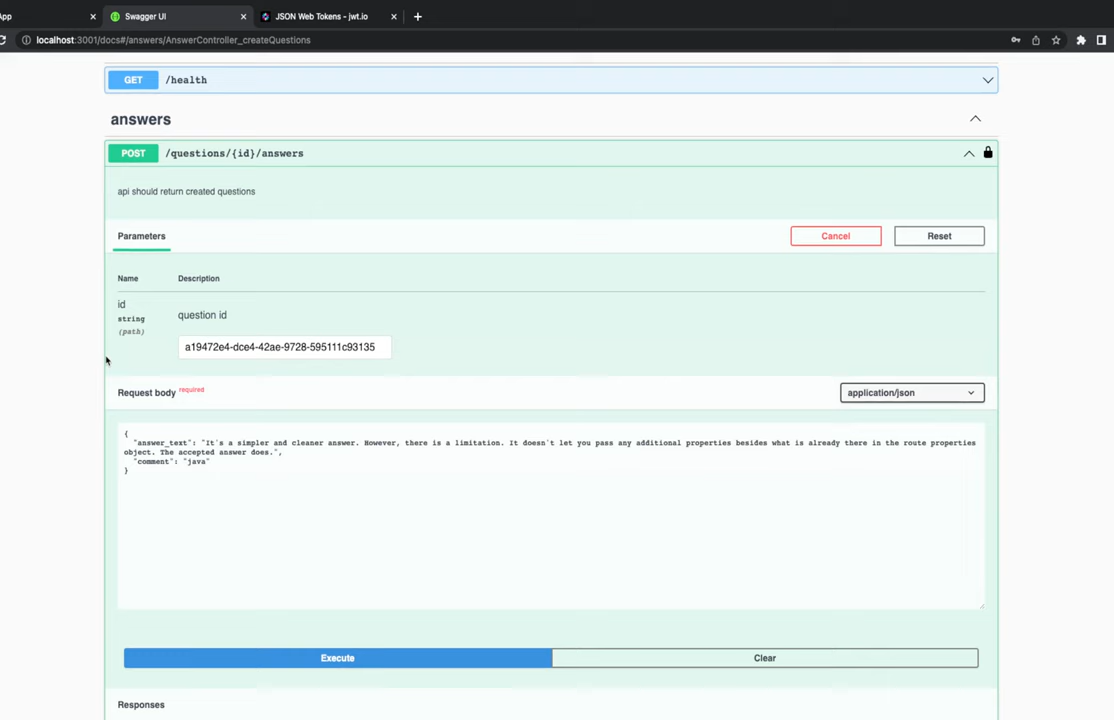 App
Swagger UI
JSON Web Tokens - jwt.io
localhost:3001/docs#/answers/AnswerController_createQuestions
GET /health
answers
POST /questions/{id}/answers
api should return created questions
Parameters
Cancel
Reset
Name Description
id
string
(path)
question id
a19472e4-dce4-42ae-9728-595111c93135
Request body required
application/json
{
"answer_text": "It's a simpler and cleaner answer. However, there is a limitation. It doesn't let you pass any additional properties besides what is already there in the route properties
object. The accepted answer does.",
"comment": "java"
}
Execute
Clear
Responses